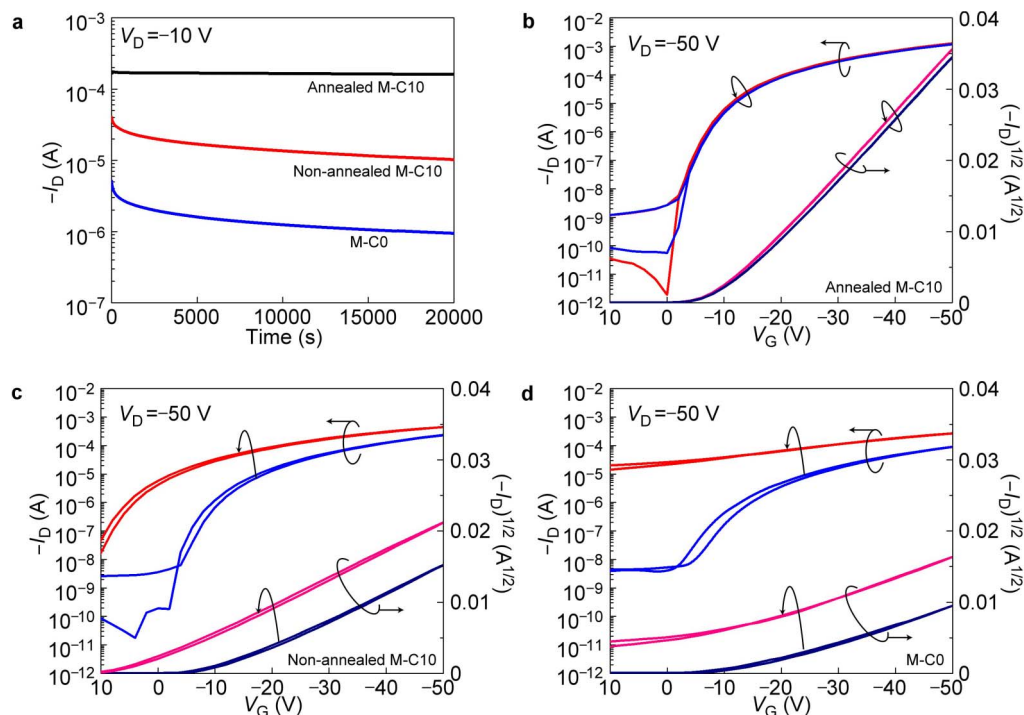 a
V_D=−10 V
10^−3
10^−4
10^−5
10^−6
10^−7
−I_D (A)
Annealed M-C10
Non-annealed M-C10
M-C0
0 5000 10000 15000 20000
Time (s)
b
V_D=−50 V
10^−2
10^−3
10^−4
10^−5
10^−6
10^−7
10^−8
10^−9
10^−10
10^−11
10^−12
−I_D (A)
0.04
0.03
0.02
0.01
0
(−I_D)^1/2 (A^1/2)
Annealed M-C10
10 0 −10 −20 −30 −40 −50
V_G (V)
c
V_D=−50 V
10^−2
10^−3
10^−4
10^−5
10^−6
10^−7
10^−8
10^−9
10^−10
10^−11
10^−12
−I_D (A)
0.04
0.03
0.02
0.01
0
(−I_D)^1/2 (A^1/2)
Non-annealed M-C10
10 0 −10 −20 −30 −40 −50
V_G (V)
d
V_D=−50 V
10^−2
10^−3
10^−4
10^−5
10^−6
10^−7
10^−8
10^−9
10^−10
10^−11
10^−12
−I_D (A)
0.04
0.03
0.02
0.01
0
(−I_D)^1/2 (A^1/2)
M-C0
10 0 −10 −20 −30 −40 −50
V_G (V)